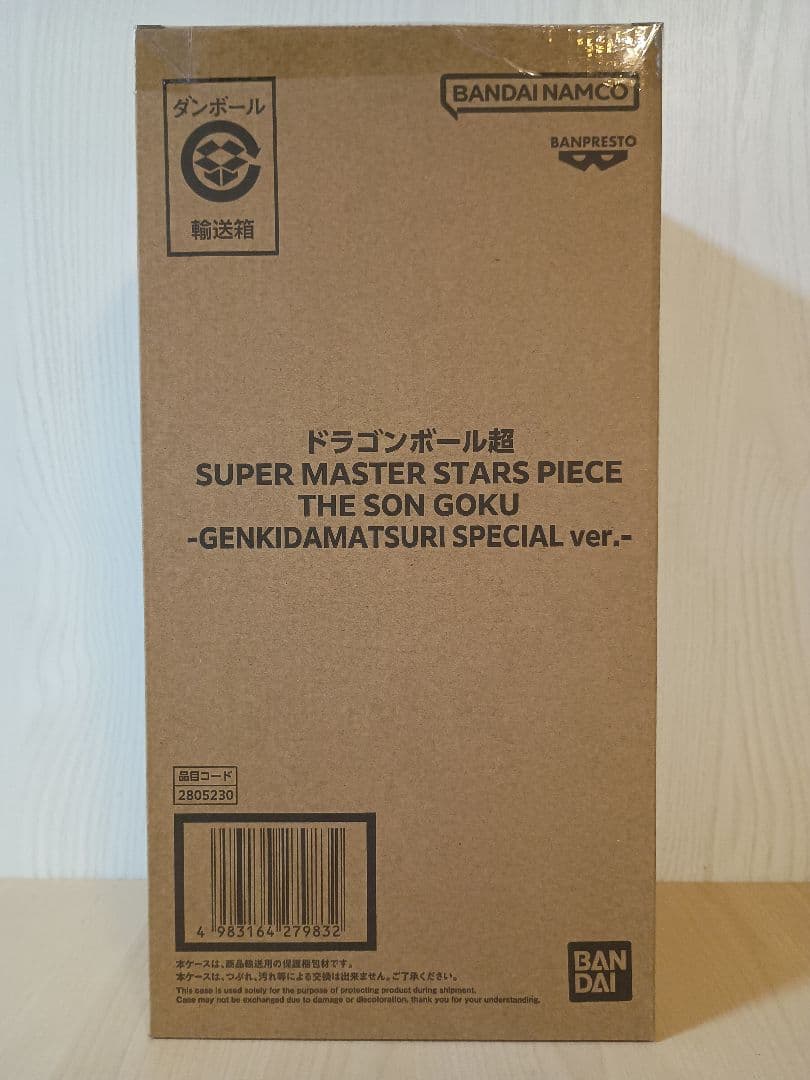 ダンボール
輸送箱
BANDAI NAMCO
BANPRESTO
ドラゴンボール超
SUPER MASTER STARS PIECE
THE SON GOKU
-GENKIDAMATSURI SPECIAL ver.-
品目コード
2805230
4 983164 279832
本ケースは、商品輸送用の保護梱包材です。
本ケースは、つぶれ、汚れ等による交換は出来ません。ご了承ください。
This case is used solely for the purpose of protecting product during shipment.
Case may not be exchanged due to damage or discoloration, thank you for your understanding.
BAN
DAI